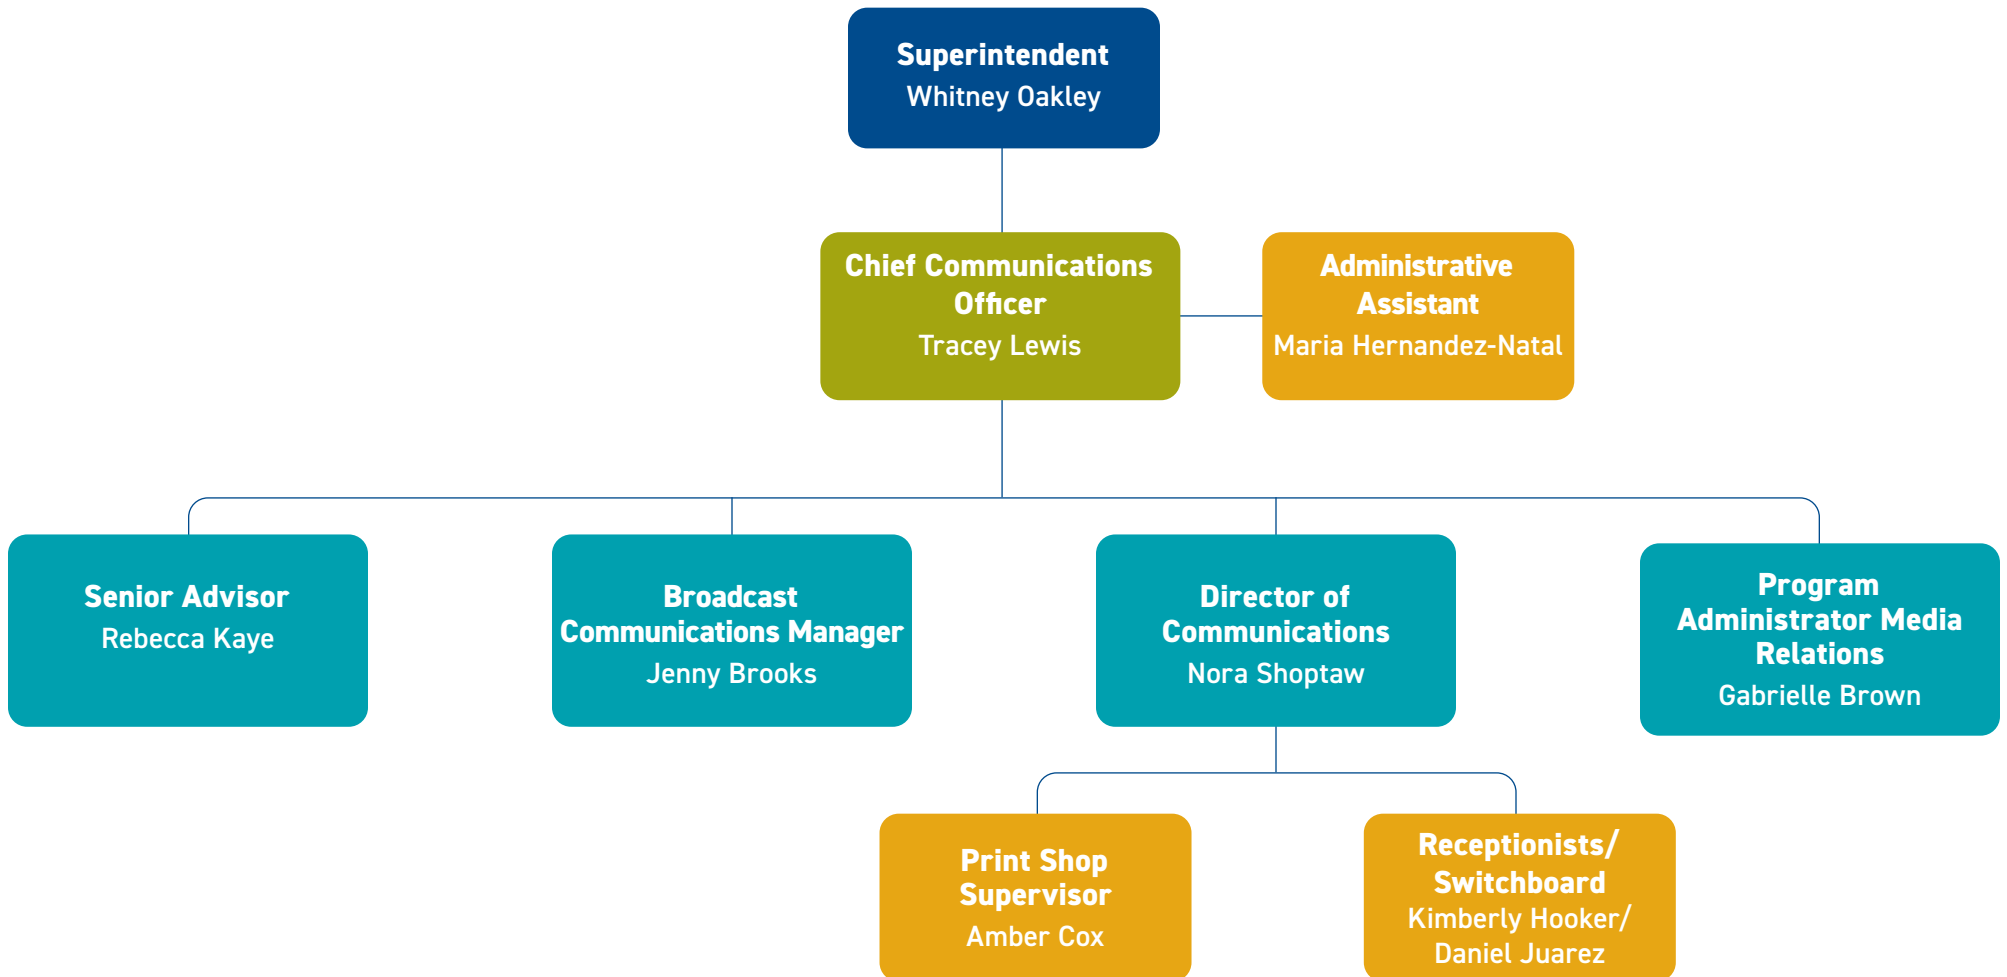 Superintendent
Whitney Oakley
Chief Communications
Officer
Tracey Lewis
Administrative
Assistant
Maria Hernandez-Natal
Senior Advisor
Rebecca Kaye
Broadcast
Communications Manager
Jenny Brooks
Director of
Communications
Nora Shoptaw
Program
Administrator Media
Relations
Gabrielle Brown
Print Shop
Supervisor
Amber Cox
Receptionists/
Switchboard
Kimberly Hooker/
Daniel Juarez